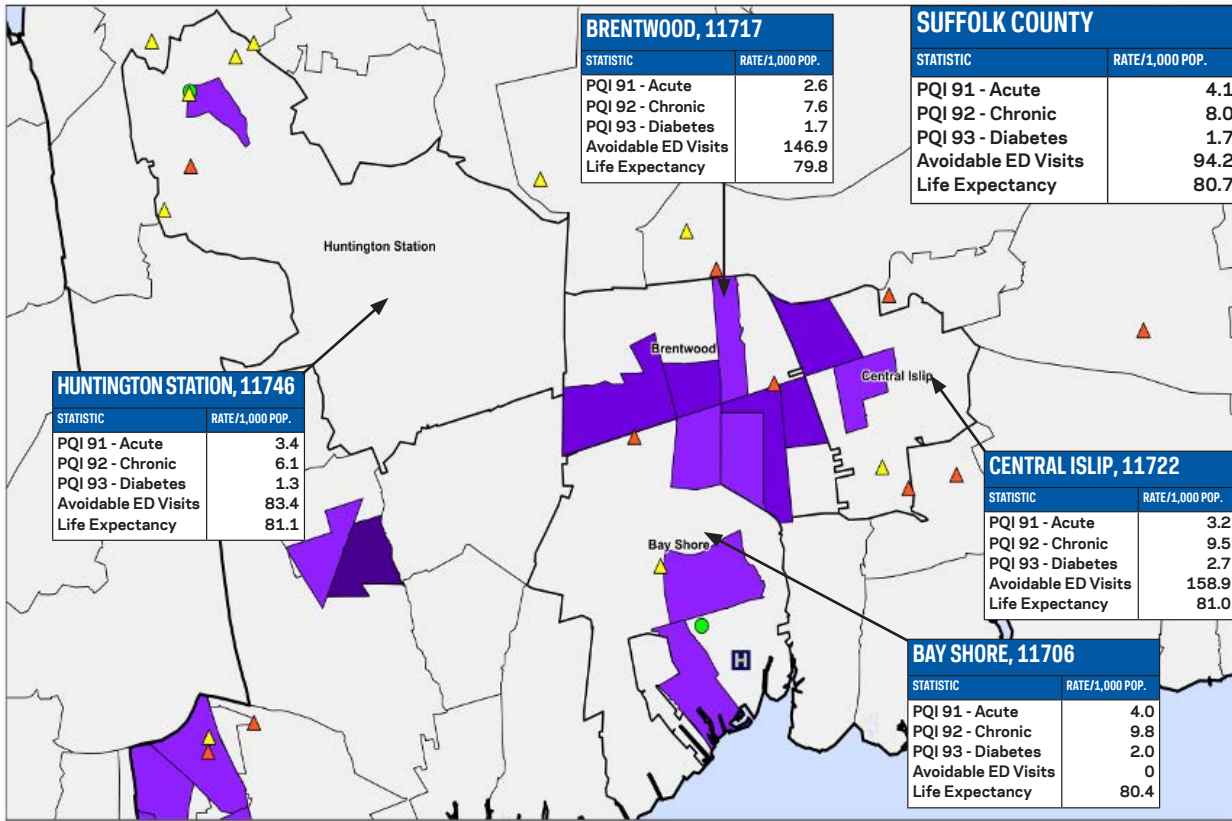 BRENTWOOD, 11717
STATISTIC RATE/1,000 POP.
PQI 91 - Acute 2.6
PQI 92 - Chronic 7.6
PQI 93 - Diabetes 1.7
Avoidable ED Visits 146.9
Life Expectancy 79.8
SUFFOLK COUNTY
STATISTIC RATE/1,000 POP.
PQI 91 - Acute 4.1
PQI 92 - Chronic 8.0
PQI 93 - Diabetes 1.7
Avoidable ED Visits 94.2
Life Expectancy 80.7
Huntington Station
Brentwood
Central Islip
HUNTINGTON STATION, 11746
STATISTIC RATE/1,000 POP.
PQI 91 - Acute 3.4
PQI 92 - Chronic 6.1
PQI 93 - Diabetes 1.3
Avoidable ED Visits 83.4
Life Expectancy 81.1
CENTRAL ISLIP, 11722
STATISTIC RATE/1,000 POP.
PQI 91 - Acute 3.2
PQI 92 - Chronic 9.5
PQI 93 - Diabetes 2.7
Avoidable ED Visits 158.9
Life Expectancy 81.0
Bay Shore
H
BAY SHORE, 11706
STATISTIC RATE/1,000 POP.
PQI 91 - Acute 4.0
PQI 92 - Chronic 9.8
PQI 93 - Diabetes 2.0
Avoidable ED Visits 0
Life Expectancy 80.4